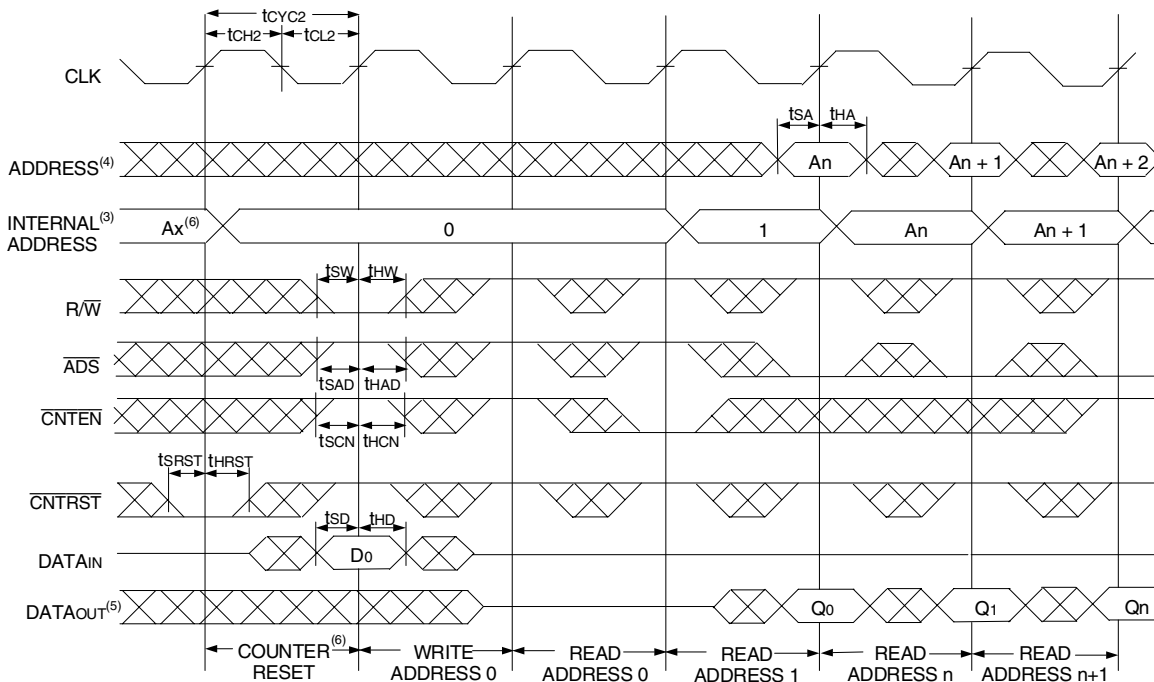 tCYC2
tCH2 tCL2
CLK
tSA tHA
ADDRESS(4) An An + 1 An + 2
INTERNAL(3)
ADDRESS Ax(6) 0 1 An An + 1
tSW tHW
R/W̅
A̅D̅S̅
tSAD tHAD
C̅N̅T̅E̅N̅
tSCN tHCN
tSRST tHRST
C̅N̅T̅R̅S̅T̅
tSD tHD
DATAIN D0
DATAOUT(5) Q0 Q1 Qn
COUNTER(6) WRITE READ READ READ READ
RESET ADDRESS 0 ADDRESS 0 ADDRESS 1 ADDRESS n ADDRESS n+1